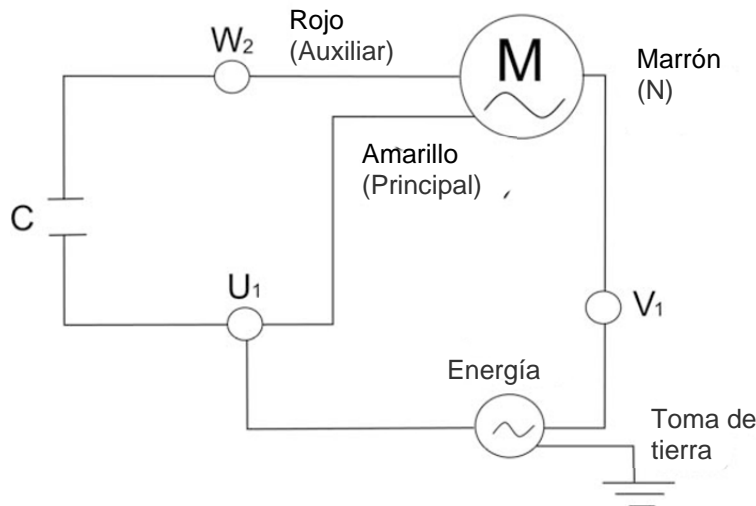 Rojo
(Auxiliar)
W₂
M
Marrón
(N)
Amarillo
(Principal)
C
U₁
V₁
Energía
Toma de
tierra